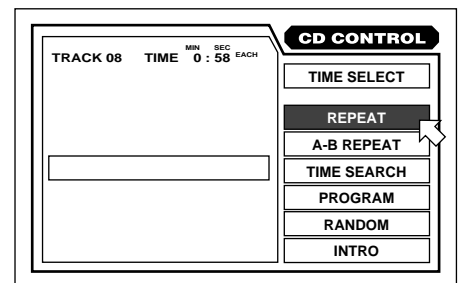 CD CONTROL
MIN SEC
TRACK 08 TIME 0 : 58 EACH
TIME SELECT
REPEAT
A-B REPEAT
TIME SEARCH
PROGRAM
RANDOM
INTRO